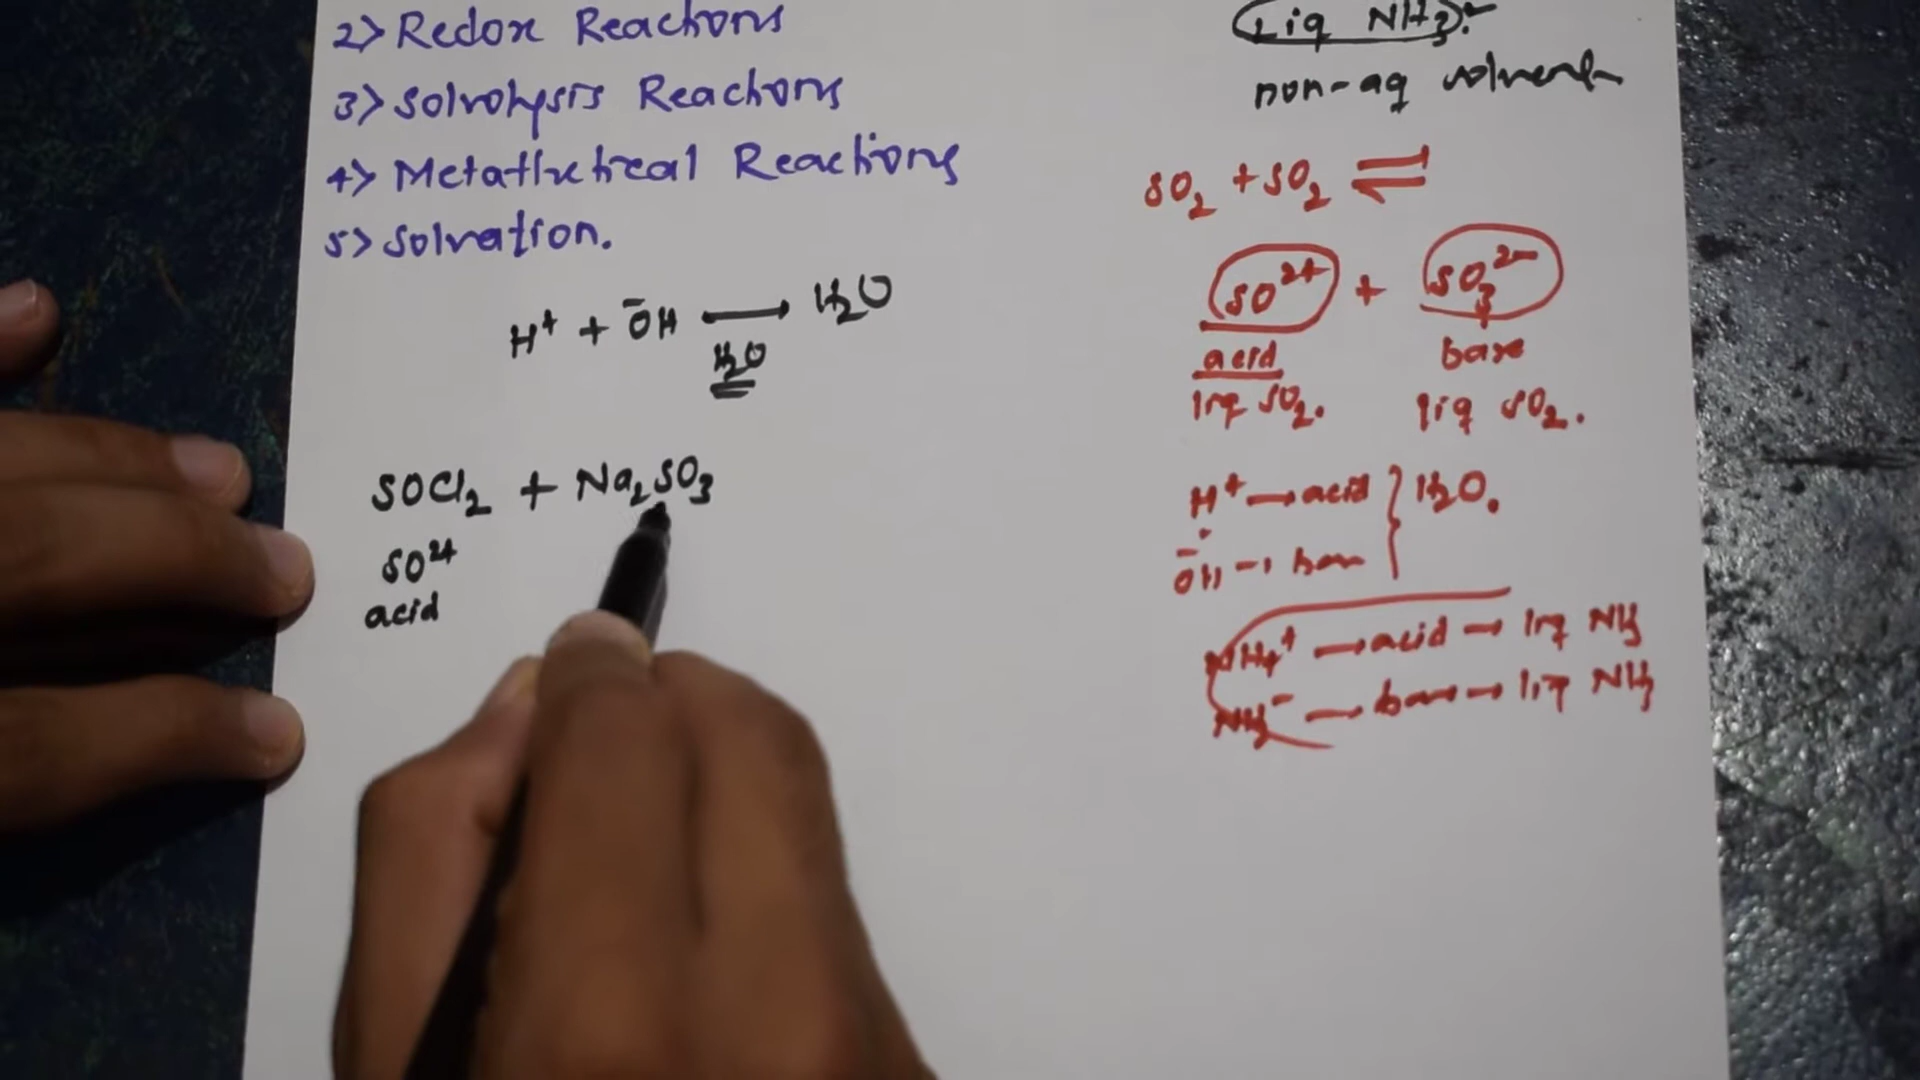 2> Redox Reactions
3> Solvolysis Reactions
4> Metathetical Reactions
5> Solvation.
H⁺ + ⁻OH ⟶ H₂O
H₂O
SOCl₂ + Na₂SO₃
SO²⁺
acid
Liq NH₃:-
non-aq solvent
SO₂ + SO₂ ⇌
SO²⁺ + SO₃²⁻
acid base
liq SO₂. liq SO₂.
H⁺ → acid } H₂O.
⁻OH → base
NH₄⁺ → acid → liq NH₃
NH₂⁻ → base → liq NH₃